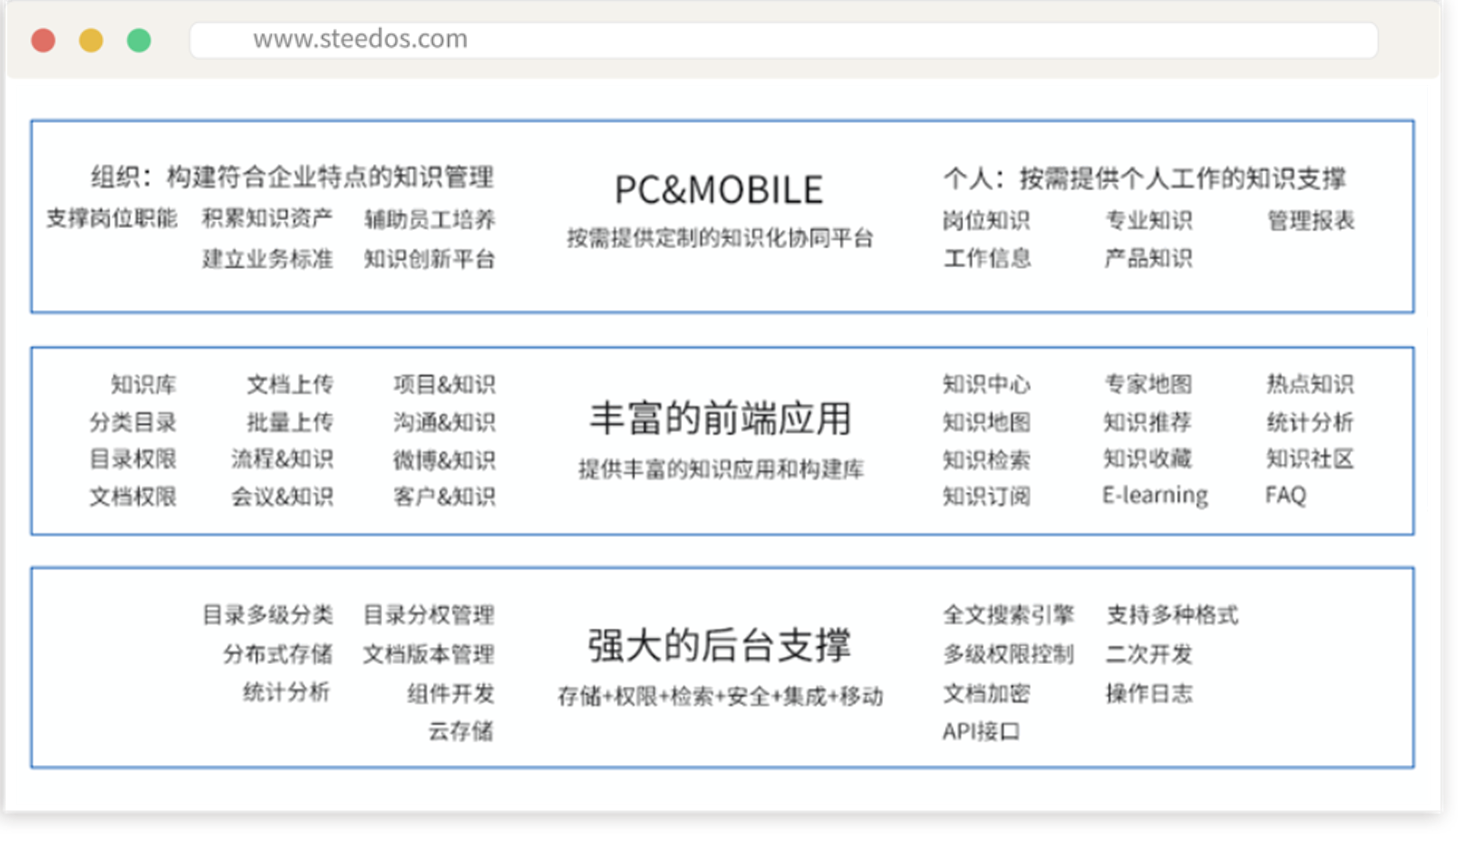 www.steedos.com
组织：构建符合企业特点的知识管理
支撑岗位职能 积累知识资产 辅助员工培养
建立业务标准 知识创新平台
PC&MOBILE
按需提供定制的知识化协同平台
个人：按需提供个人工作的知识支撑
岗位知识 专业知识 管理报表
工作信息 产品知识
知识库 文档上传 项目&知识
分类目录 批量上传 沟通&知识
目录权限 流程&知识 微博&知识
文档权限 会议&知识 客户&知识
丰富的前端应用
提供丰富的知识应用和构建库
知识中心 专家地图 热点知识
知识地图 知识推荐 统计分析
知识检索 知识收藏 知识社区
知识订阅 E-learning FAQ
目录多级分类 目录分权管理
分布式存储 文档版本管理
统计分析 组件开发
云存储
强大的后台支撑
存储+权限+检索+安全+集成+移动
全文搜索引擎 支持多种格式
多级权限控制 二次开发
文档加密 操作日志
API接口